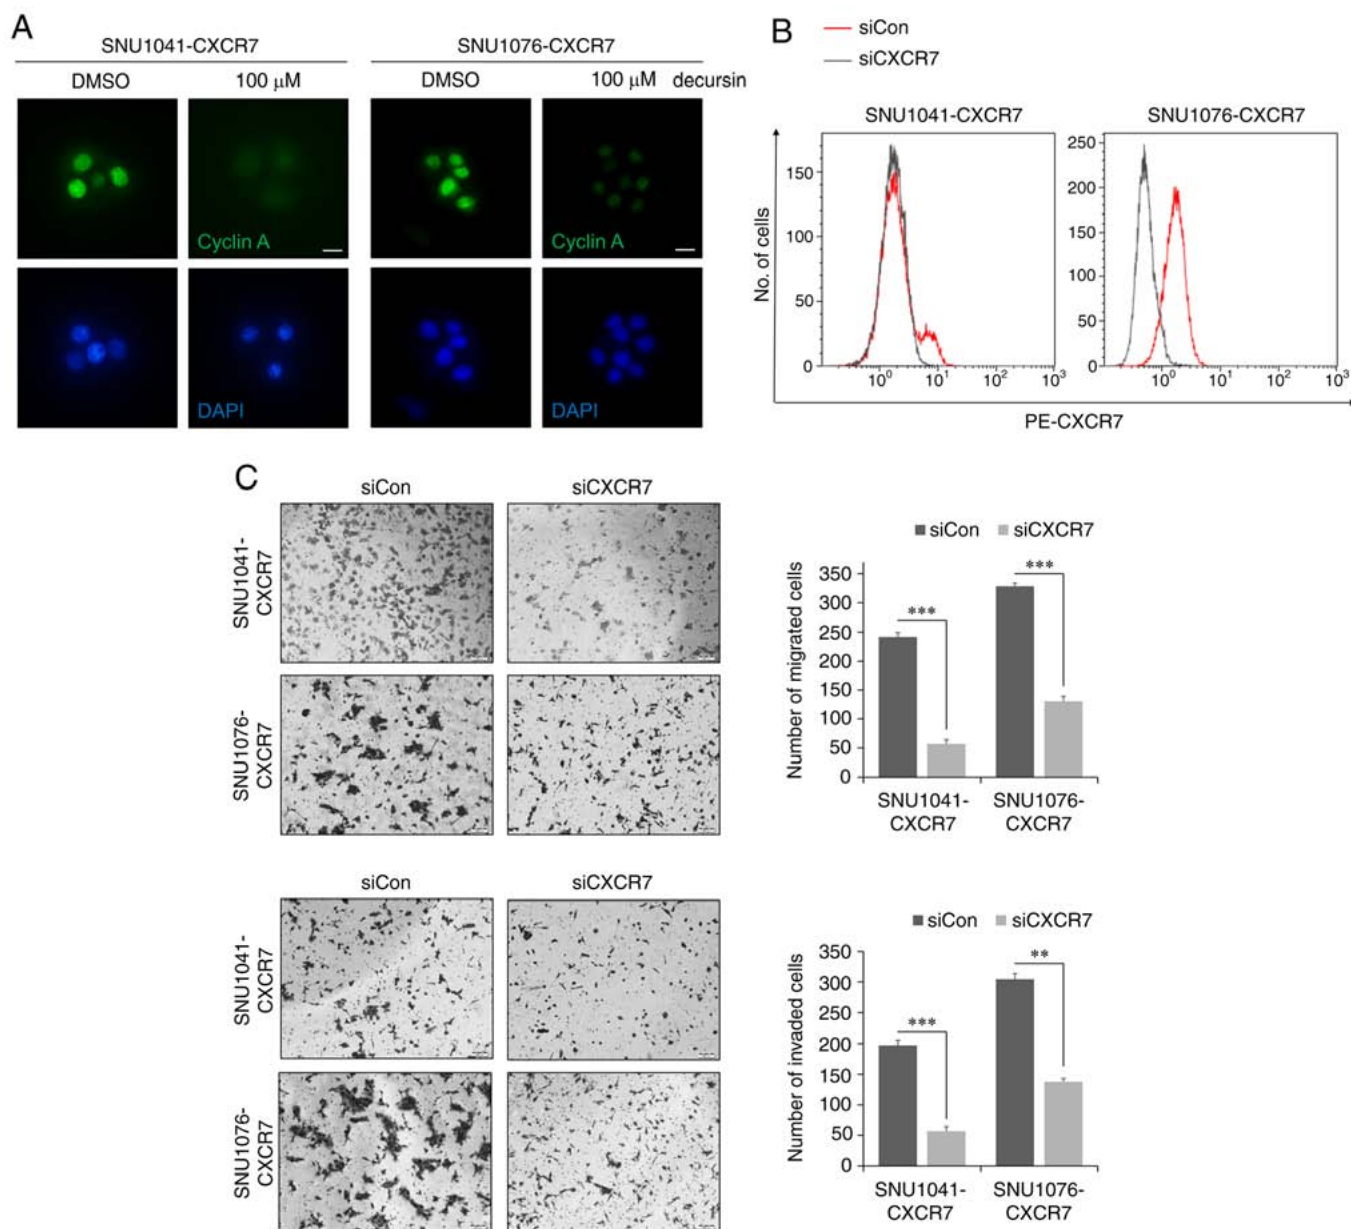 A
SNU1041-CXCR7 SNU1076-CXCR7
DMSO 100 μM DMSO 100 μM decursin
Cyclin A Cyclin A
DAPI DAPI
B
siCon
siCXCR7
SNU1041-CXCR7 SNU1076-CXCR7
No. of cells
150
100
50
0
10⁰ 10¹ 10² 10³
250
200
150
100
50
0
10⁰ 10¹ 10² 10³
PE-CXCR7
C
siCon siCXCR7
SNU1041-
CXCR7
SNU1076-
CXCR7
siCon siCXCR7
Number of migrated cells
350
300
250
200
150
100
50
0
***
***
SNU1041- SNU1076-
CXCR7 CXCR7
siCon siCXCR7
SNU1041-
CXCR7
SNU1076-
CXCR7
siCon siCXCR7
Number of invaded cells
350
300
250
200
150
100
50
0
***
**
SNU1041- SNU1076-
CXCR7 CXCR7